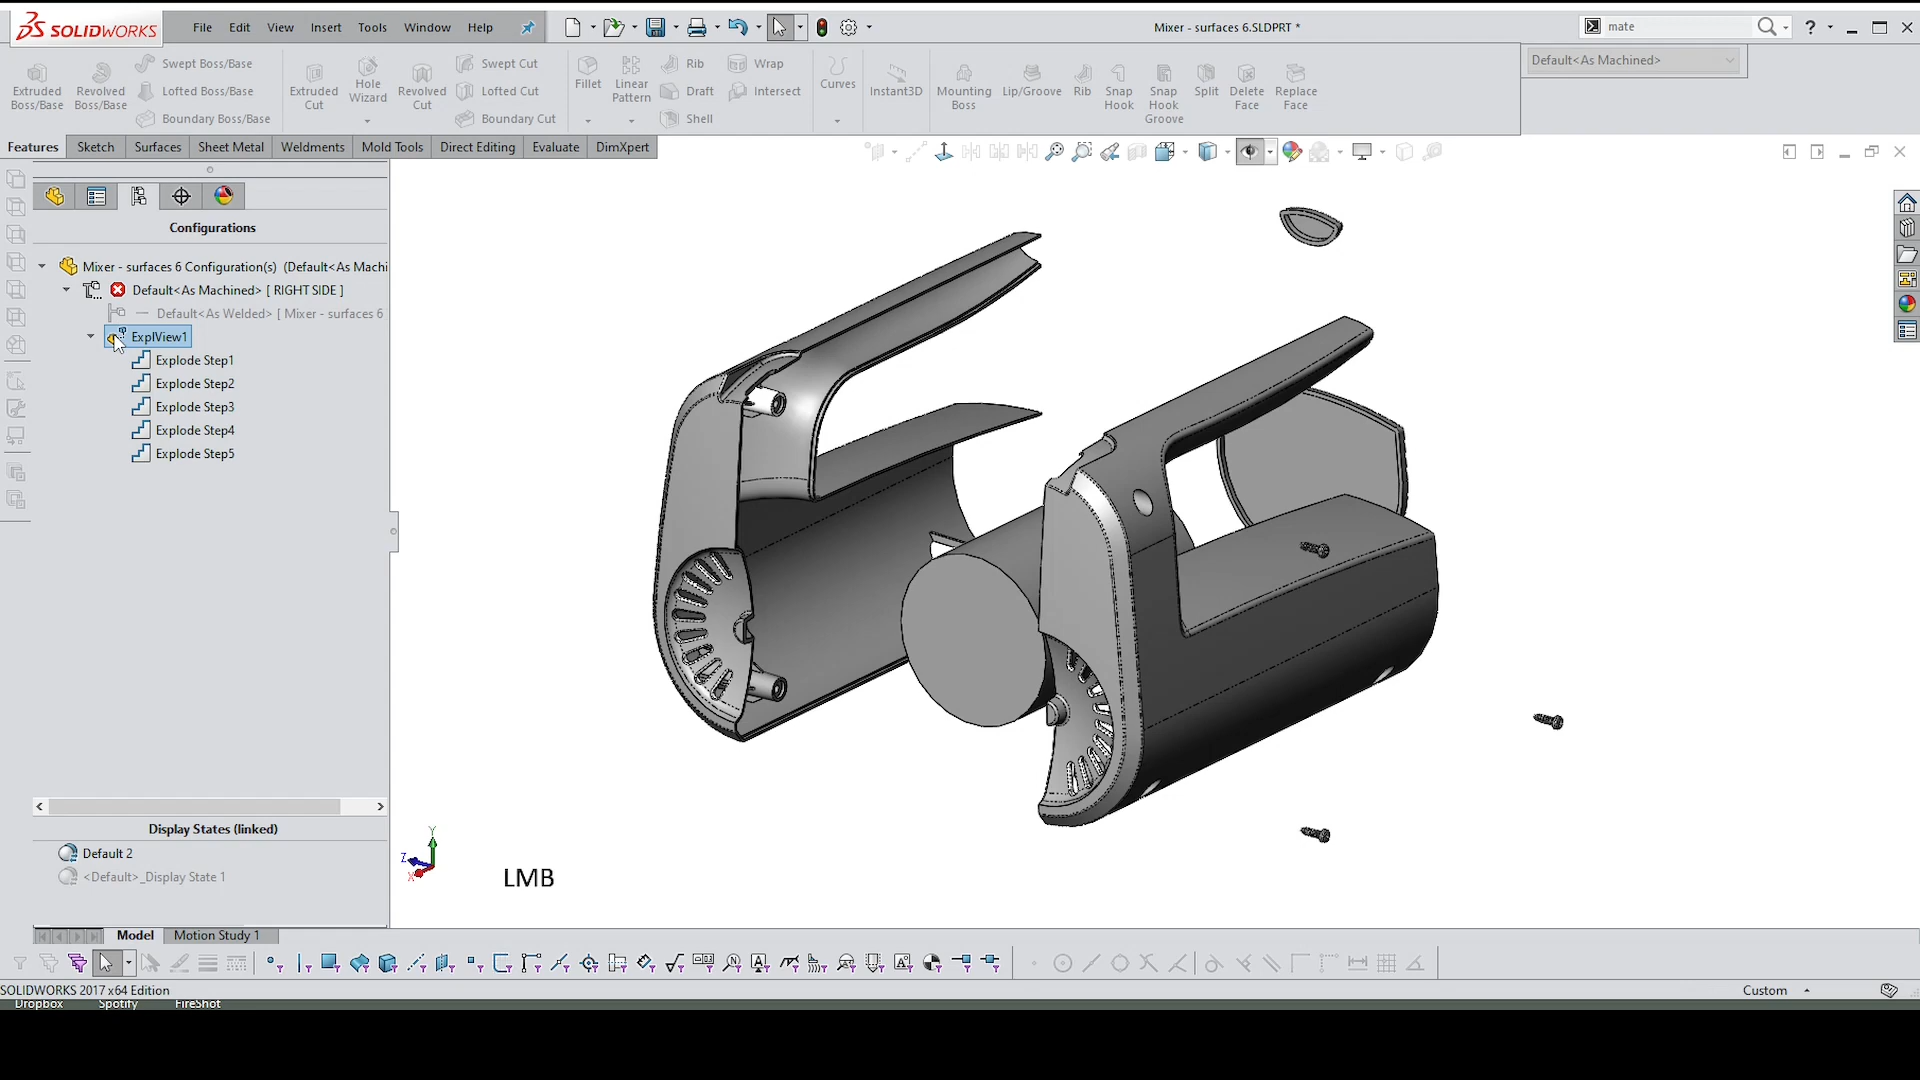 SOLIDWORKS
File Edit View Insert Tools Window Help
Mixer - surfaces 6.SLDPRT *
mate
Extruded Boss/Base
Revolved Boss/Base
Swept Boss/Base
Lofted Boss/Base
Boundary Boss/Base
Extruded Cut
Hole Wizard
Revolved Cut
Swept Cut
Lofted Cut
Boundary Cut
Fillet
Linear Pattern
Rib
Draft
Shell
Wrap
Intersect
Curves
Instant3D
Mounting Boss
Lip/Groove
Rib
Snap Hook
Snap Hook Groove
Split
Delete Face
Replace Face
Default<As Machined>
Features Sketch Surfaces Sheet Metal Weldments Mold Tools Direct Editing Evaluate DimXpert
Configurations
Mixer - surfaces 6 Configuration(s) (Default<As Machi
Default<As Machined> [ RIGHT SIDE ]
Default<As Welded> [ Mixer - surfaces 6
ExplView1
Explode Step1
Explode Step2
Explode Step3
Explode Step4
Explode Step5
Display States (linked)
Default 2
<Default>_Display State 1
Y
Z
X
LMB
Model Motion Study 1
SOLIDWORKS 2017 x64 Edition
Custom
Dropbox Spotify FireShot